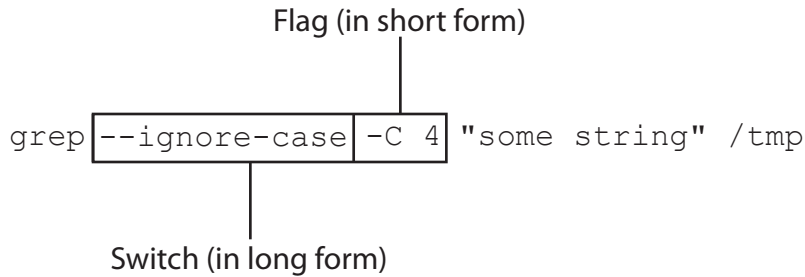 Flag (in short form)
grep --ignore-case -C 4 "some string" /tmp
Switch (in long form)